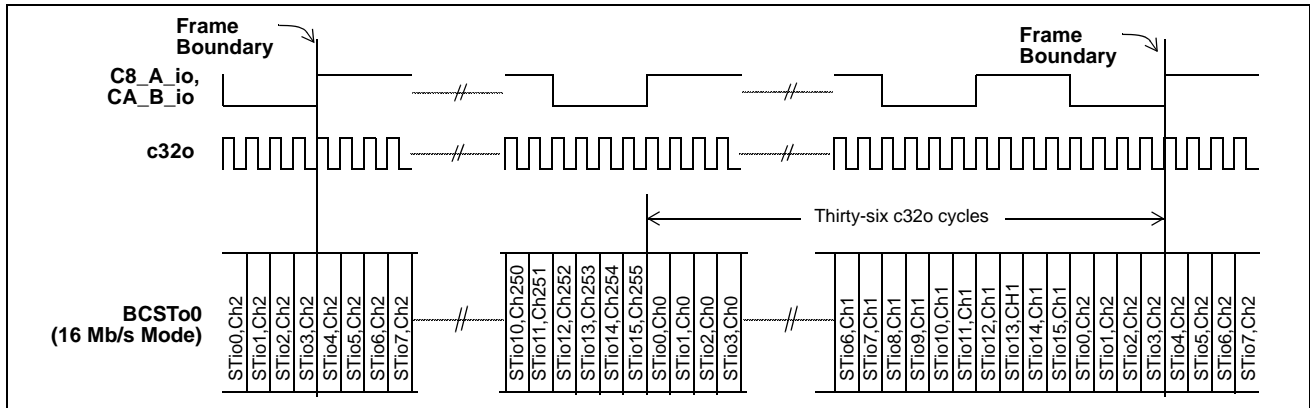 Frame
Boundary
Frame
Boundary
C8_A_io,
CA_B_io
c32o
Thirty-six c32o cycles
BCSTo0
(16 Mb/s Mode)
STio0,Ch2
STio1,Ch2
STio2,Ch2
STio3,Ch2
STio4,Ch2
STio5,Ch2
STio6,Ch2
STio7,Ch2
STio10,Ch250
STio11,Ch251
STio12,Ch252
STio13,Ch253
STio14,Ch254
STio15,Ch255
STio0,Ch0
STio1,Ch0
STio2,Ch0
STio3,Ch0
STio6,Ch1
STio7,Ch1
STio8,Ch1
STio9,Ch1
STio10,Ch1
STio11,Ch1
STio12,Ch1
STio13,CH1
STio14,Ch1
STio15,Ch1
STio0,Ch2
STio1,Ch2
STio2,Ch2
STio3,Ch2
STio4,Ch2
STio5,Ch2
STio6,Ch2
STio7,Ch2